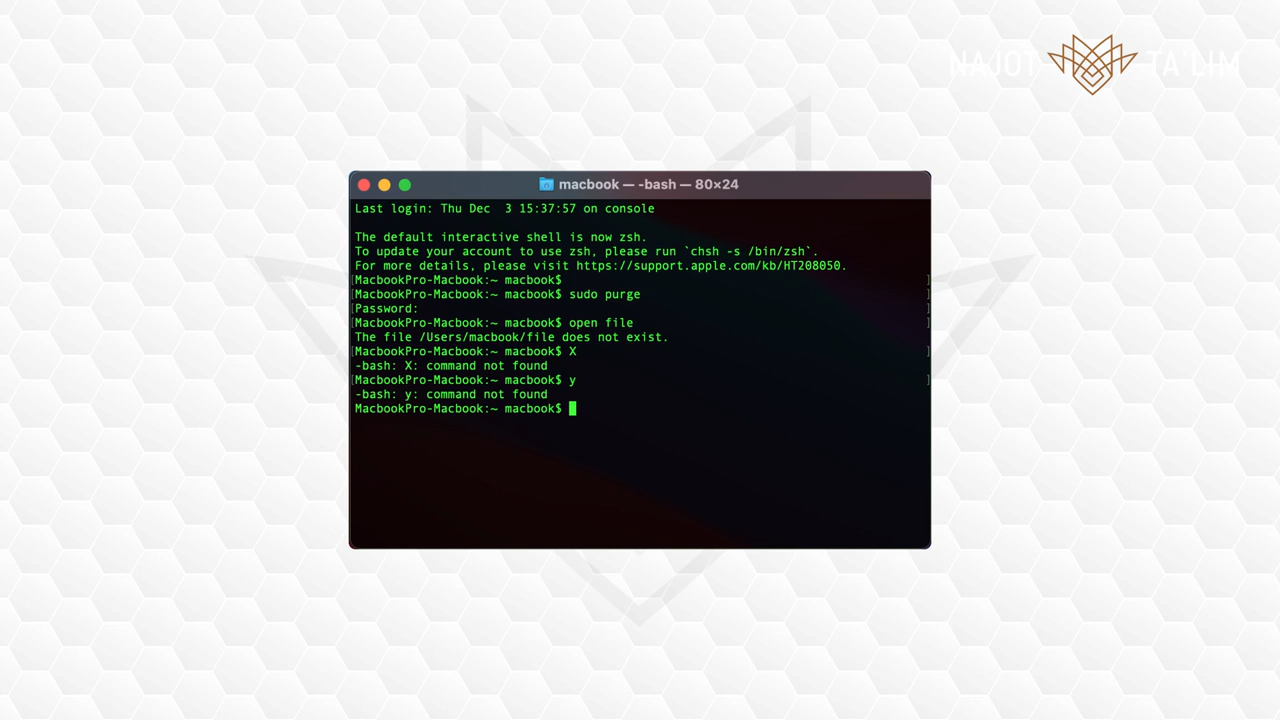 NAJOT TA'LIM
macbook — -bash — 80×24
Last login: Thu Dec  3 15:37:57 on console
The default interactive shell is now zsh.
To update your account to use zsh, please run `chsh -s /bin/zsh`.
For more details, please visit https://support.apple.com/kb/HT208050.
[MacbookPro-Macbook:~ macbook$ ]
[MacbookPro-Macbook:~ macbook$ sudo purge ]
[Password: ]
[MacbookPro-Macbook:~ macbook$ open file ]
The file /Users/macbook/file does not exist.
[MacbookPro-Macbook:~ macbook$ X ]
-bash: X: command not found
[MacbookPro-Macbook:~ macbook$ y ]
-bash: y: command not found
MacbookPro-Macbook:~ macbook$